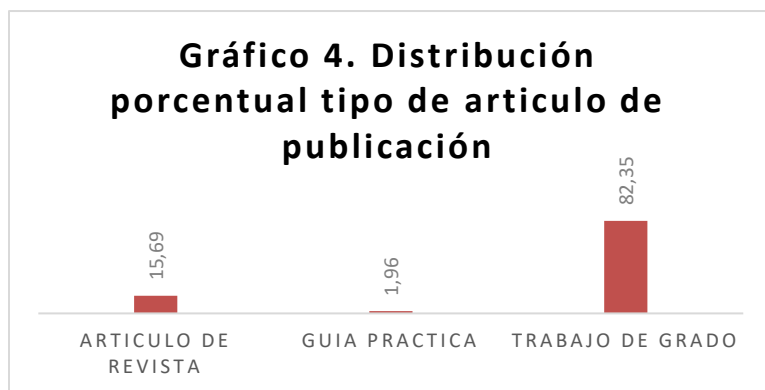 Gráfico 4. Distribución
porcentual tipo de articulo de
publicación
15,69
1,96
82,35
ARTICULO DE
REVISTA
GUIA PRACTICA
TRABAJO DE GRADO